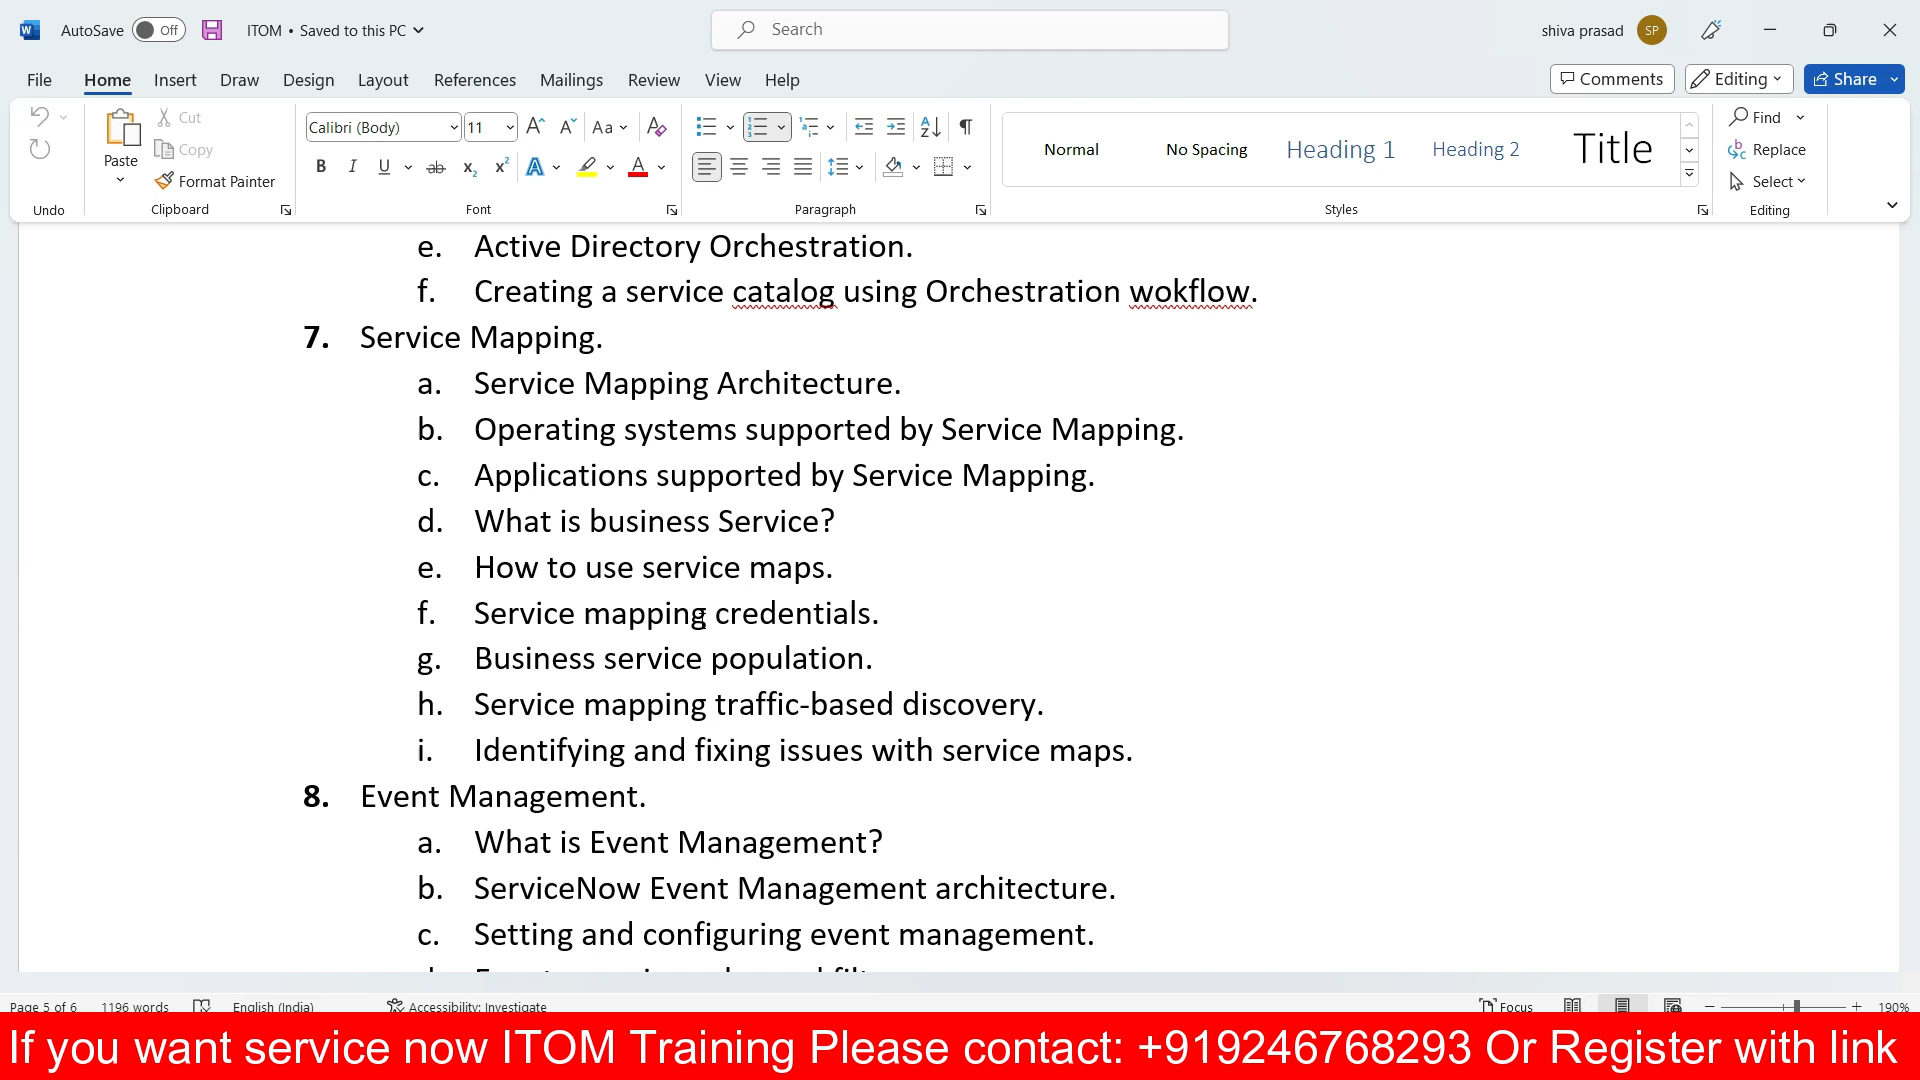 AutoSave Off ITOM • Saved to this PC Search shiva prasad SP
File Home Insert Draw Design Layout References Mailings Review View Help Comments Editing Share
Cut Calibri (Body) 11 Find
Paste Copy Normal No Spacing Heading 1 Heading 2 Title Replace
Format Painter Select
Undo Clipboard Font Paragraph Styles Editing
e. Active Directory Orchestration.
f. Creating a service catalog using Orchestration wokflow.
7. Service Mapping.
a. Service Mapping Architecture.
b. Operating systems supported by Service Mapping.
c. Applications supported by Service Mapping.
d. What is business Service?
e. How to use service maps.
f. Service mapping credentials.
g. Business service population.
h. Service mapping traffic-based discovery.
i. Identifying and fixing issues with service maps.
8. Event Management.
a. What is Event Management?
b. ServiceNow Event Management architecture.
c. Setting and configuring event management.
Page 5 of 6 1196 words English (India) Accessibility: Investigate Focus 190%
If you want service now ITOM Training Please contact: +919246768293 Or Register with link